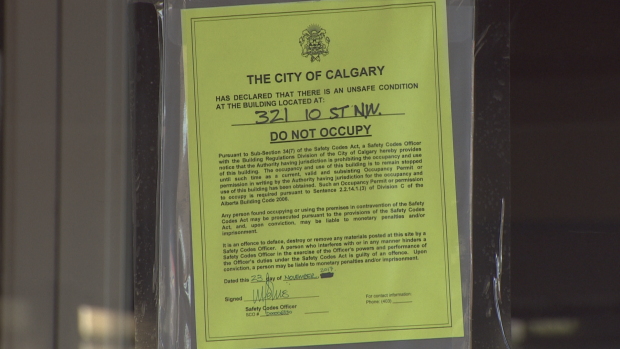 THE CITY OF CALGARY
HAS DECLARED THAT THERE IS AN UNSAFE CONDITION
AT THE BUILDING LOCATED AT:
321 10 ST NW.
DO NOT OCCUPY
Pursuant to Sub-Section 34(7) of the Safety Codes Act, a Safety Codes Officer
with the Building Regulations Division of the City of Calgary hereby provides
notice that the Authority having jurisdiction is prohibiting the occupancy and use
of this building. The occupancy and use of this building is to remain stopped
until such time as a current, valid and subsisting Occupancy Permit or
permission in writing by the Authority having jurisdiction for the occupancy and
use of this building has been obtained. Such an Occupancy Permit or permission
to occupy is required pursuant to Sentence 2.2.14.1.(3) of Division C of the
Alberta Building Code 2006.
Any person found occupying or using the premises in contravention of the Safety
Codes Act may be prosecuted pursuant to the provisions of the Safety Codes
Act, and, upon conviction, may be liable to monetary penalties and/or
imprisonment.
It is an offence to deface, destroy or remove any materials posted at this site by a
Safety Codes Officer. A person who interferes with or in any manner hinders a
Safety Codes Officer in the exercise of the Officer's powers and performance of
the Officer's duties under the Safety Codes Act is guilty of an offence. Upon
conviction, a person may be liable to monetary penalties and/or imprisonment.
Dated this 23 day of NOVEMBER 2017
Signed
Safety Codes Officer
SCO #
For contact information:
Phone: (403)